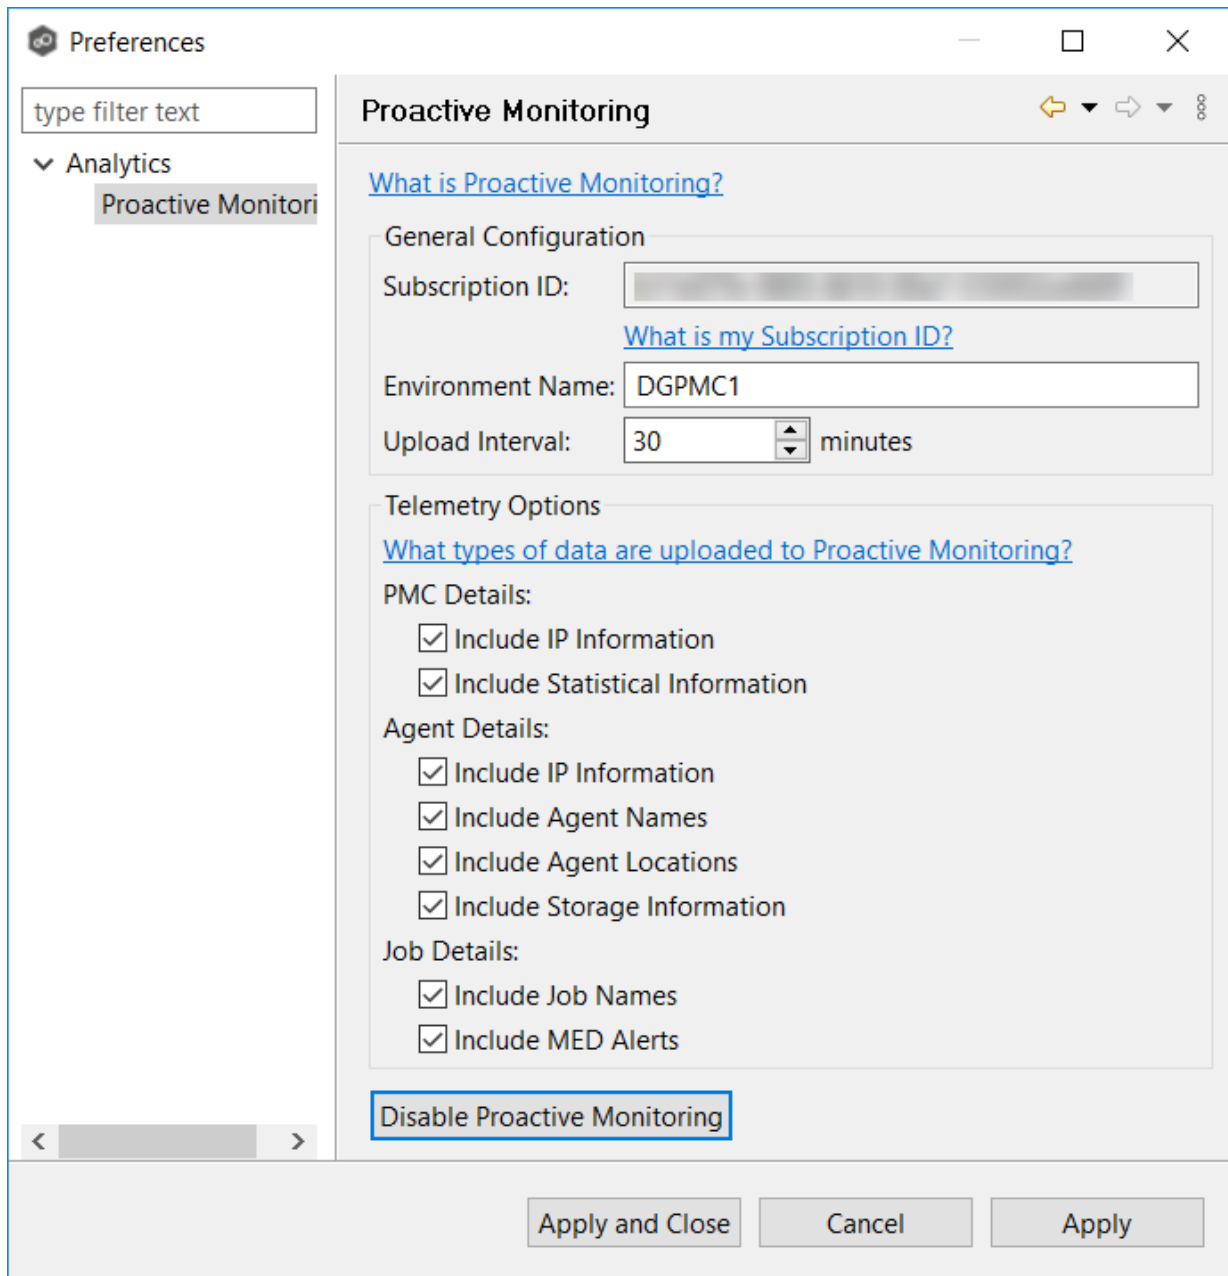 Preferences
type filter text
Analytics
Proactive Monitori
Proactive Monitoring
What is Proactive Monitoring?
General Configuration
Subscription ID:
What is my Subscription ID?
Environment Name: DGPMC1
Upload Interval: 30 minutes
Telemetry Options
What types of data are uploaded to Proactive Monitoring?
PMC Details:
Include IP Information
Include Statistical Information
Agent Details:
Include IP Information
Include Agent Names
Include Agent Locations
Include Storage Information
Job Details:
Include Job Names
Include MED Alerts
Disable Proactive Monitoring
Apply and Close Cancel Apply